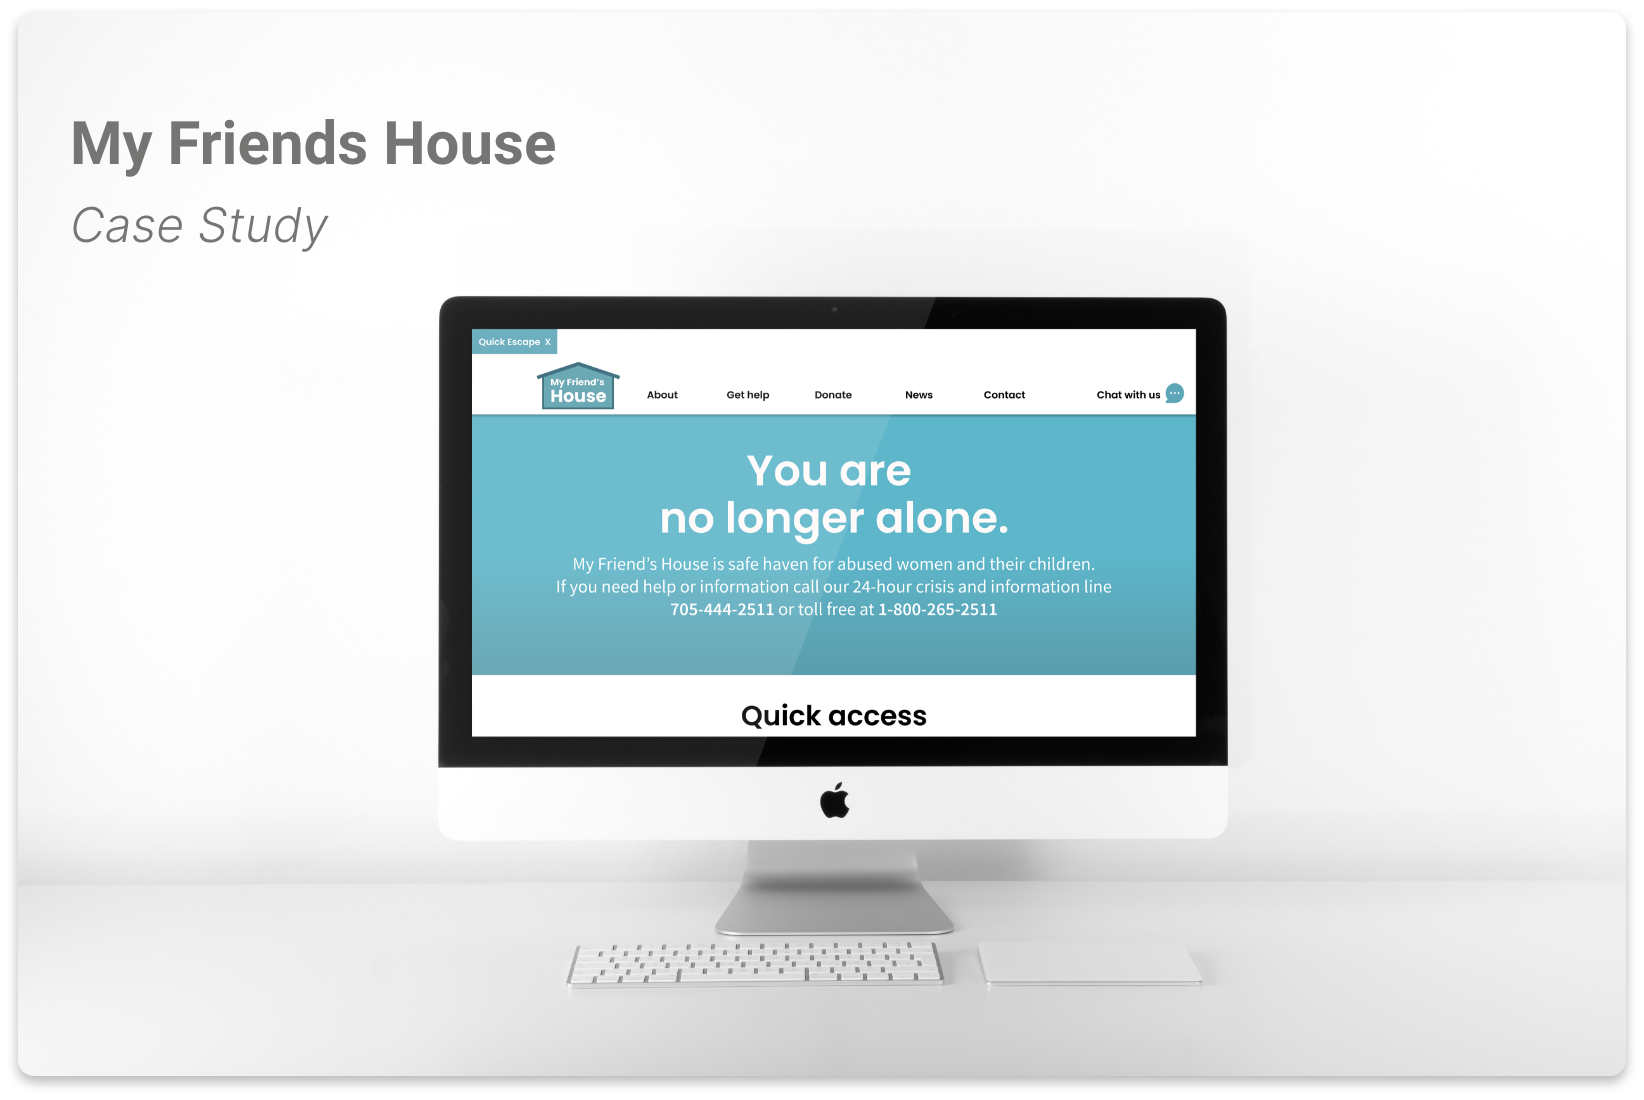 My Friends House
Case Study
Quick Escape X
My Friend's
House
About Get help Donate News Contact Chat with us
You are
no longer alone.
My Friend’s House is safe haven for abused women and their children.
If you need help or information call our 24-hour crisis and information line
705-444-2511 or toll free at 1-800-265-2511
Quick access